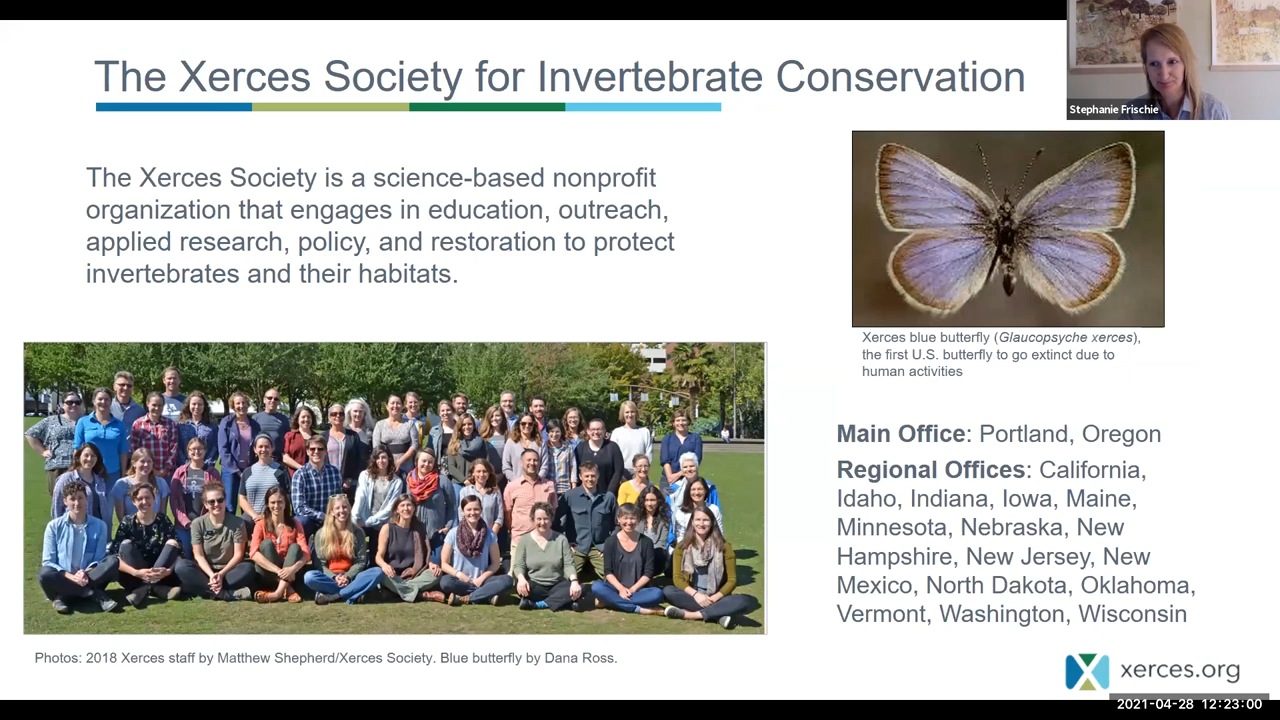 The Xerces Society for Invertebrate Conservation
Stephanie Frischie
The Xerces Society is a science-based nonprofit
organization that engages in education, outreach,
applied research, policy, and restoration to protect
invertebrates and their habitats.
Xerces blue butterfly (Glaucopsyche xerces),
the first U.S. butterfly to go extinct due to
human activities
Main Office: Portland, Oregon
Regional Offices: California,
Idaho, Indiana, Iowa, Maine,
Minnesota, Nebraska, New
Hampshire, New Jersey, New
Mexico, North Dakota, Oklahoma,
Vermont, Washington, Wisconsin
Photos: 2018 Xerces staff by Matthew Shepherd/Xerces Society. Blue butterfly by Dana Ross.
xerces.org
2021-04-28 12:23:00